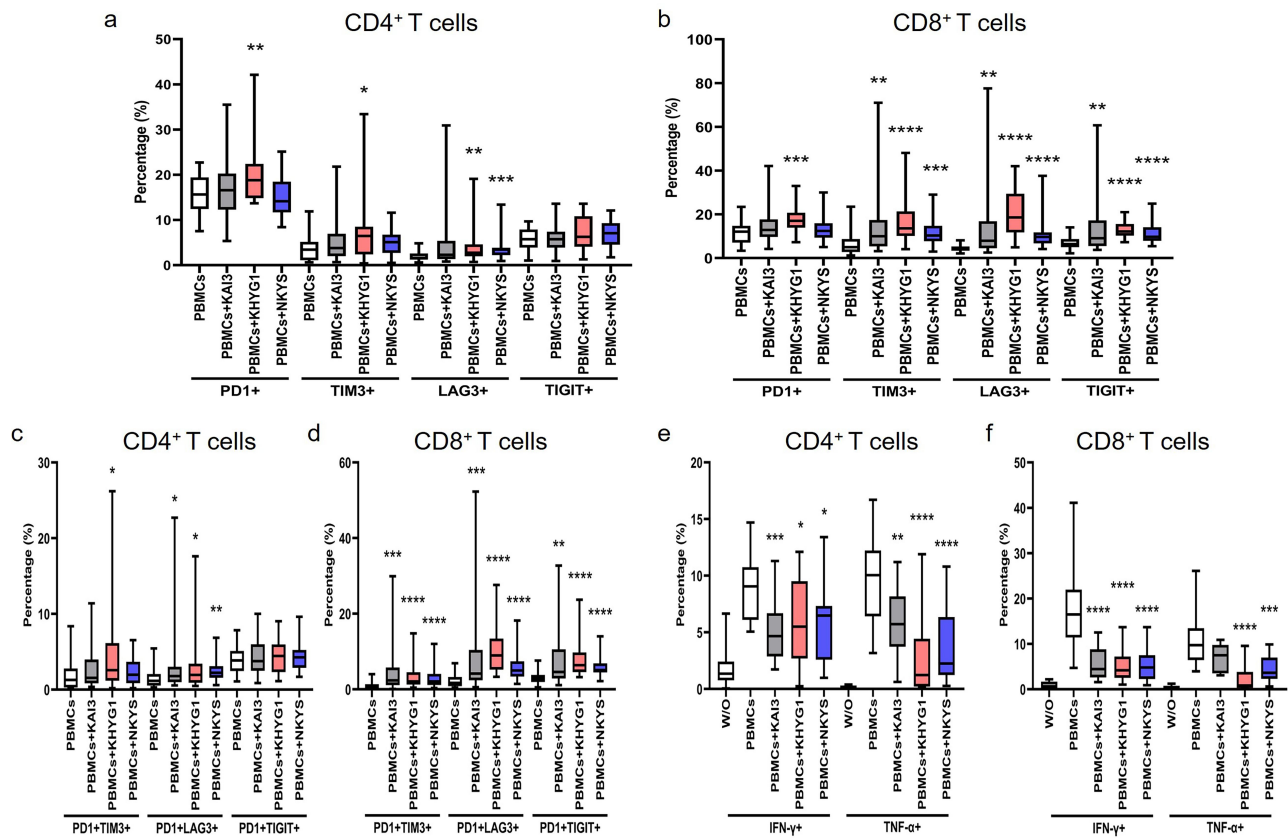 a
CD4⁺ T cells
Percentage (%)
50
40
30
20
10
0
**
*
**
***
PBMCs
PBMCs+KAI3
PBMCs+KHYG1
PBMCs+NKYS
PBMCs
PBMCs+KAI3
PBMCs+KHYG1
PBMCs+NKYS
PBMCs
PBMCs+KAI3
PBMCs+KHYG1
PBMCs+NKYS
PBMCs
PBMCs+KAI3
PBMCs+KHYG1
PBMCs+NKYS
PD1+ TIM3+ LAG3+ TIGIT+
b
CD8⁺ T cells
Percentage (%)
100
80
60
40
20
0
***
**
****
***
**
****
****
**
****
****
PBMCs
PBMCs+KAI3
PBMCs+KHYG1
PBMCs+NKYS
PBMCs
PBMCs+KAI3
PBMCs+KHYG1
PBMCs+NKYS
PBMCs
PBMCs+KAI3
PBMCs+KHYG1
PBMCs+NKYS
PBMCs
PBMCs+KAI3
PBMCs+KHYG1
PBMCs+NKYS
PD1+ TIM3+ LAG3+ TIGIT+
c
CD4⁺ T cells
Percentage (%)
30
20
10
0
*
*
*
**
PBMCs
PBMCs+KAI3
PBMCs+KHYG1
PBMCs+NKYS
PBMCs
PBMCs+KAI3
PBMCs+KHYG1
PBMCs+NKYS
PBMCs
PBMCs+KAI3
PBMCs+KHYG1
PBMCs+NKYS
PD1+TIM3+ PD1+LAG3+ PD1+TIGIT+
d
CD8⁺ T cells
Percentage (%)
60
40
20
0
***
****
****
***
****
****
**
****
****
PBMCs
PBMCs+KAI3
PBMCs+KHYG1
PBMCs+NKYS
PBMCs
PBMCs+KAI3
PBMCs+KHYG1
PBMCs+NKYS
PBMCs
PBMCs+KAI3
PBMCs+KHYG1
PBMCs+NKYS
PD1+TIM3+ PD1+LAG3+ PD1+TIGIT+
e
CD4⁺ T cells
Percentage (%)
20
15
10
5
0
***
*
*
**
****
****
W/O
PBMCs
PBMCs+KAI3
PBMCs+KHYG1
PBMCs+NKYS
W/O
PBMCs
PBMCs+KAI3
PBMCs+KHYG1
PBMCs+NKYS
IFN-γ+ TNF-α+
f
CD8⁺ T cells
Percentage (%)
50
40
30
20
10
0
****
****
****
****
***
W/O
PBMCs
PBMCs+KAI3
PBMCs+KHYG1
PBMCs+NKYS
W/O
PBMCs
PBMCs+KAI3
PBMCs+KHYG1
PBMCs+NKYS
IFN-γ+ TNF-α+